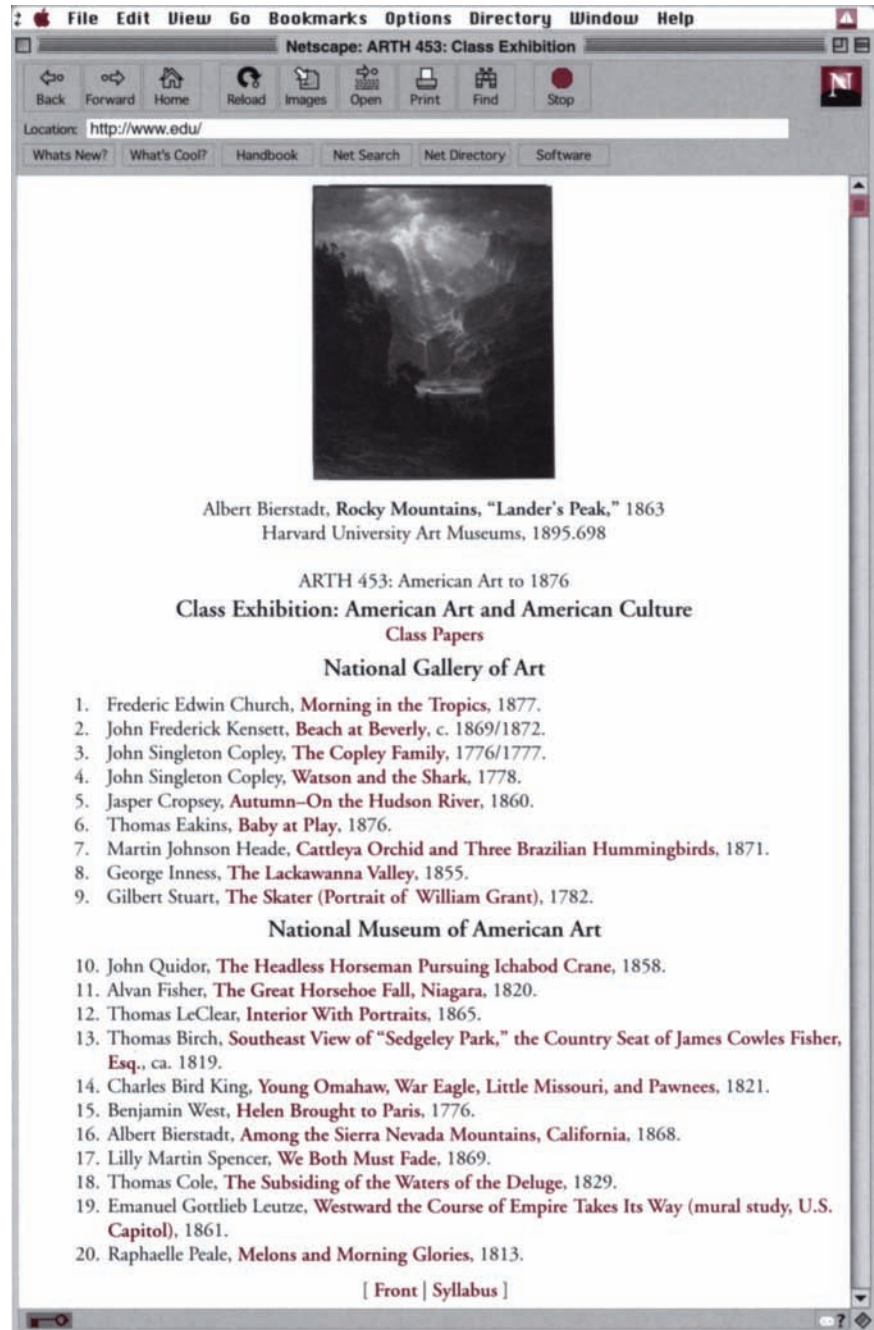 File Edit View Go Bookmarks Options Directory Window Help
Netscape: ARTH 453: Class Exhibition
Back Forward Home Reload Images Open Print Find Stop
N
Location: http://www.edu/
Whats New? What's Cool? Handbook Net Search Net Directory Software
Albert Bierstadt, Rocky Mountains, “Lander's Peak,” 1863
Harvard University Art Museums, 1895.698
ARTH 453: American Art to 1876
Class Exhibition: American Art and American Culture
Class Papers
National Gallery of Art
1. Frederic Edwin Church, Morning in the Tropics, 1877.
2. John Frederick Kensett, Beach at Beverly, c. 1869/1872.
3. John Singleton Copley, The Copley Family, 1776/1777.
4. John Singleton Copley, Watson and the Shark, 1778.
5. Jasper Cropsey, Autumn–On the Hudson River, 1860.
6. Thomas Eakins, Baby at Play, 1876.
7. Martin Johnson Heade, Cattleya Orchid and Three Brazilian Hummingbirds, 1871.
8. George Inness, The Lackawanna Valley, 1855.
9. Gilbert Stuart, The Skater (Portrait of William Grant), 1782.
National Museum of American Art
10. John Quidor, The Headless Horseman Pursuing Ichabod Crane, 1858.
11. Alvan Fisher, The Great Horsehoe Fall, Niagara, 1820.
12. Thomas LeClear, Interior With Portraits, 1865.
13. Thomas Birch, Southeast View of “Sedgeley Park,” the Country Seat of James Cowles Fisher,
Esq., ca. 1819.
14. Charles Bird King, Young Omahaw, War Eagle, Little Missouri, and Pawnees, 1821.
15. Benjamin West, Helen Brought to Paris, 1776.
16. Albert Bierstadt, Among the Sierra Nevada Mountains, California, 1868.
17. Lilly Martin Spencer, We Both Must Fade, 1869.
18. Thomas Cole, The Subsiding of the Waters of the Deluge, 1829.
19. Emanuel Gottlieb Leutze, Westward the Course of Empire Takes Its Way (mural study, U.S.
Capitol), 1861.
20. Raphaelle Peale, Melons and Morning Glories, 1813.
[ Front | Syllabus ]
?